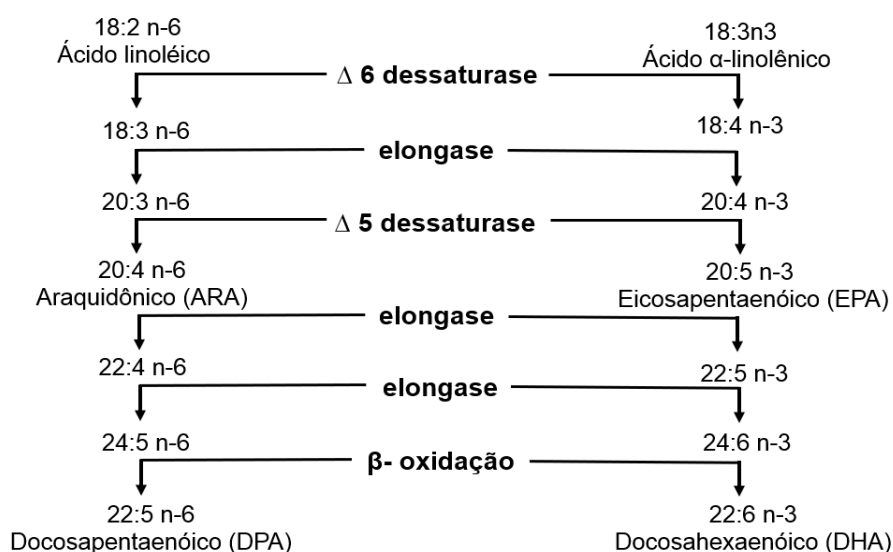 18:2 n-6
Ácido linoléico
18:3n3
Ácido α-linolênico
Δ 6 dessaturase
18:3 n-6
18:4 n-3
elongase
20:3 n-6
20:4 n-3
Δ 5 dessaturase
20:4 n-6
Araquidônico (ARA)
20:5 n-3
Eicosapentaenóico (EPA)
elongase
22:4 n-6
22:5 n-3
elongase
24:5 n-6
24:6 n-3
β- oxidação
22:5 n-6
Docosapentaenóico (DPA)
22:6 n-3
Docosahexaenóico (DHA)